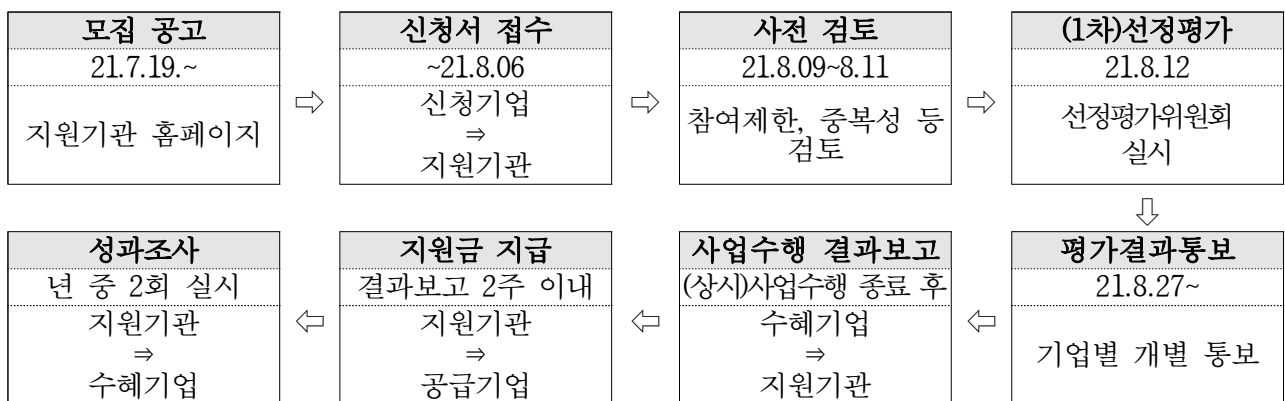 모집 공고
21.7.19.~
지원기관 홈페이지
⇨
신청서 접수
~21.8.06
신청기업
⇒
지원기관
⇨
사전 검토
21.8.09~8.11
참여제한, 중복성 등
검토
⇨
(1차)선정평가
21.8.12
선정평가위원회
실시
⇩
평가결과통보
21.8.27~
기업별 개별 통보
⇦
사업수행 결과보고
(상시)사업수행 종료 후
수혜기업
⇒
지원기관
⇦
지원금 지급
결과보고 2주 이내
지원기관
⇒
공급기업
⇦
성과조사
년 중 2회 실시
지원기관
⇒
수혜기업